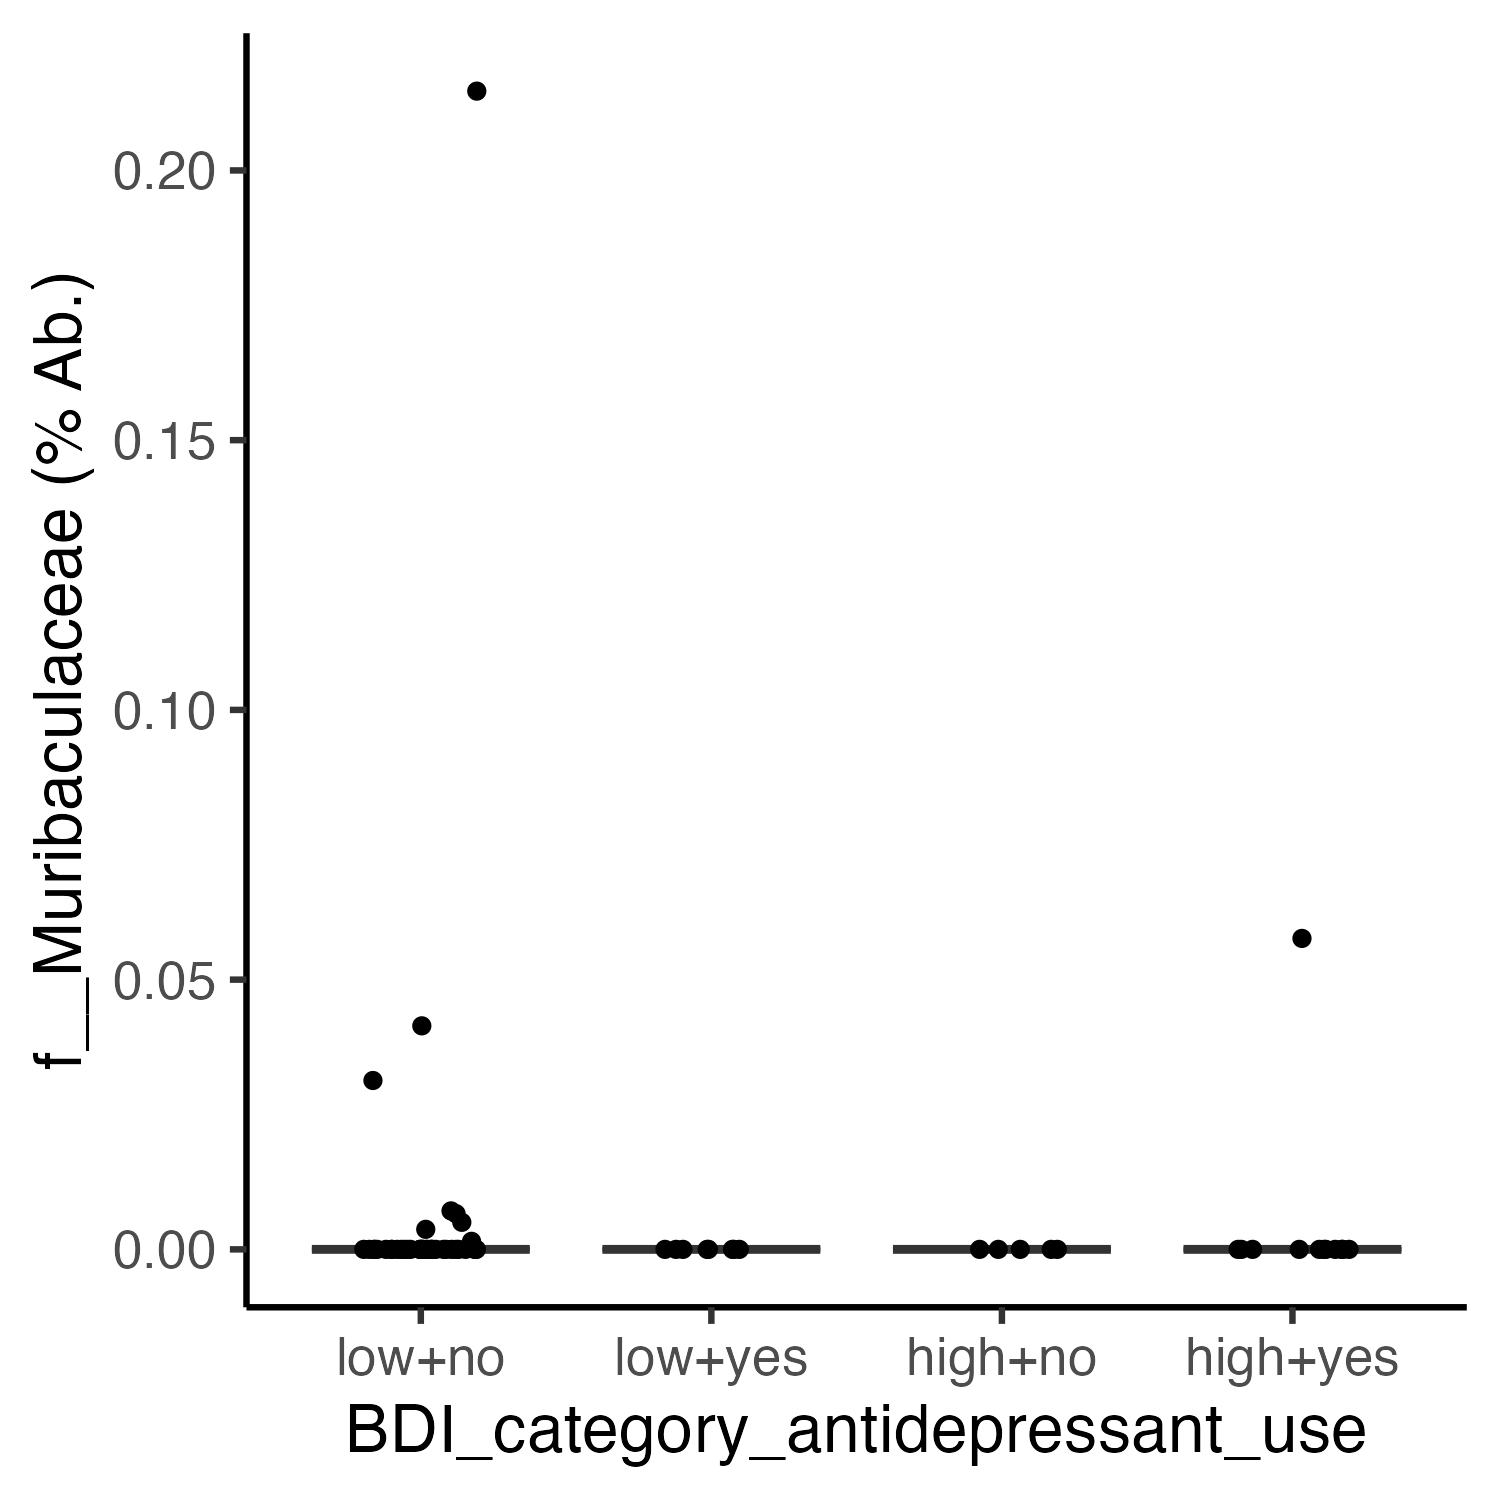 f__Muribaculaceae (% Ab.)
0.20
0.15
0.10
0.05
0.00
low+no low+yes high+no high+yes
BDI_category_antidepressant_use